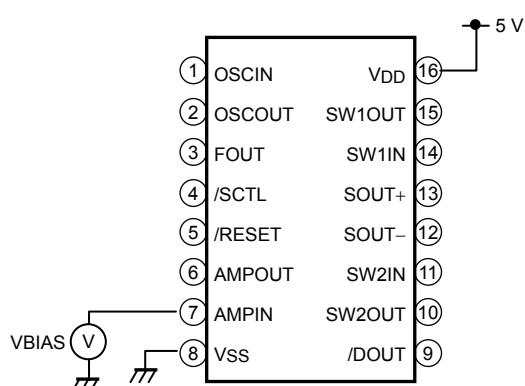 5 V
1 OSCIN VDD 16
2 OSCOUT SW1OUT 15
3 FOUT SW1IN 14
4 /SCTL SOUT+ 13
5 /RESET SOUT− 12
6 AMPOUT SW2IN 11
7 AMPIN SW2OUT 10
VBIAS V
8 VSS /DOUT 9